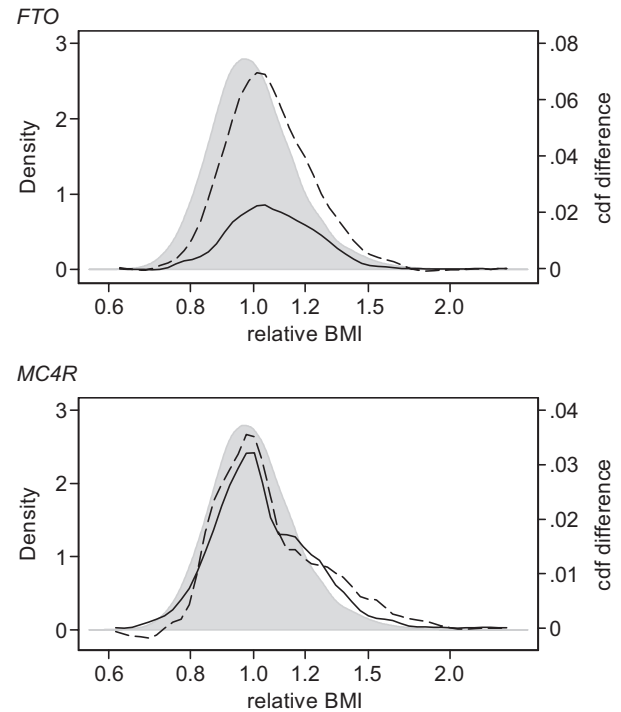 FTO
3 .08
.06
2
.04
1
.02
0 0
Density
cdf difference
0.6 0.8 1.0 1.2 1.5 2.0
relative BMI
MC4R
3 .04
.03
2
.02
1
.01
0 0
Density
cdf difference
0.6 0.8 1.0 1.2 1.5 2.0
relative BMI